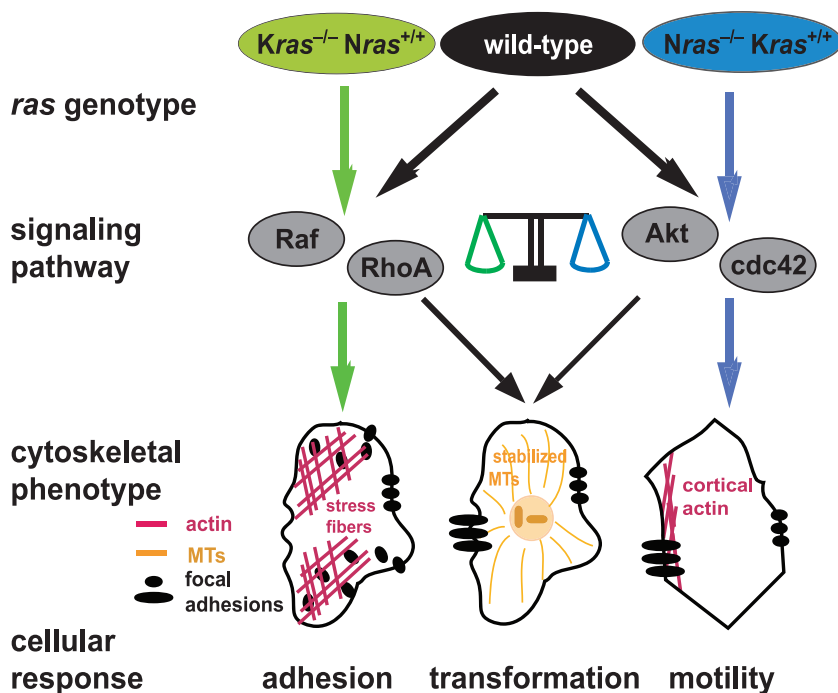 Kras–/– Nras+/+
wild-type
Nras–/– Kras+/+
ras genotype
signaling
pathway
Raf
RhoA
Akt
cdc42
cytoskeletal
phenotype
actin
MTs
focal
adhesions
stress
fibers
stabilized
MTs
cortical
actin
cellular
response
adhesion
transformation
motility